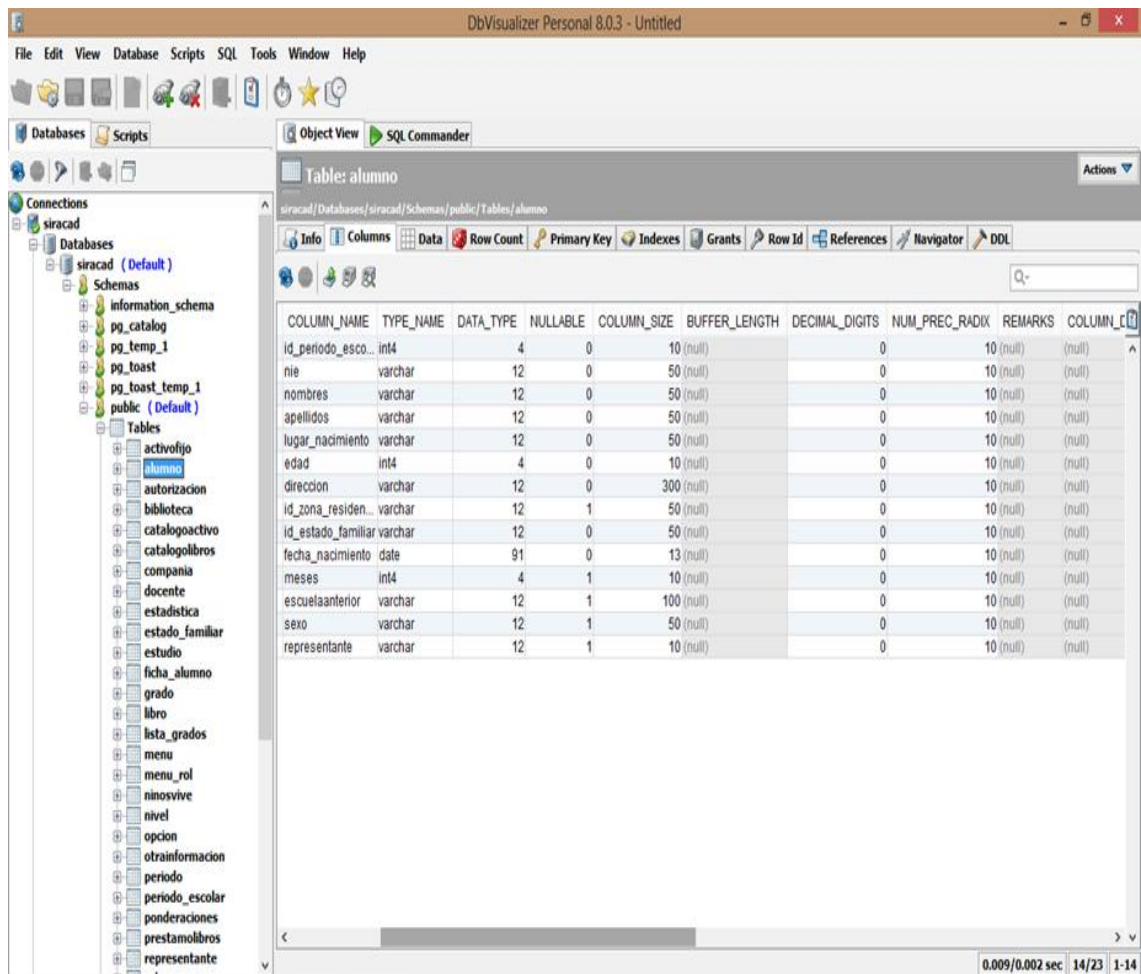 DbVisualizer Personal 8.0.3 - Untitled
File Edit View Database Scripts SQL Tools Window Help
Databases Scripts
Object View SQL Commander
Table: alumno
Actions
siracad/Databases/siracad/Schemas/public/Tables/alumno
Info Columns Data Row Count Primary Key Indexes Grants Row Id References Navigator DDL
Connections
siracad
Databases
siracad (Default)
Schemas
information_schema
pg_catalog
pg_temp_1
pg_toast
pg_toast_temp_1
public (Default)
Tables
activofijo
alumno
autorizacion
biblioteca
catalogoactivo
catalogolibros
compania
docente
estadistica
estado_familiar
estudio
ficha_alumno
grado
libro
lista_grados
menu
menu_rol
ninosvive
nivel
opcion
otrainformacion
periodo
periodo_escolar
ponderaciones
prestamolibros
representante
COLUMN_NAME TYPE_NAME DATA_TYPE NULLABLE COLUMN_SIZE BUFFER_LENGTH DECIMAL_DIGITS NUM_PREC_RADIX REMARKS
id_periodo_esco... int4 4 0 10 (null) 0 10 (null) (null)
nie varchar 12 0 50 (null) 0 10 (null) (null)
nombres varchar 12 0 50 (null) 0 10 (null) (null)
apellidos varchar 12 0 50 (null) 0 10 (null) (null)
lugar_nacimiento varchar 12 0 50 (null) 0 10 (null) (null)
edad int4 4 0 10 (null) 0 10 (null) (null)
direccion varchar 12 0 300 (null) 0 10 (null) (null)
id_zona_residen... varchar 12 1 50 (null) 0 10 (null) (null)
id_estado_familiar varchar 12 0 50 (null) 0 10 (null) (null)
fecha_nacimiento date 91 0 13 (null) 0 10 (null) (null)
meses int4 4 1 10 (null) 0 10 (null) (null)
escuelaanterior varchar 12 1 100 (null) 0 10 (null) (null)
sexo varchar 12 1 50 (null) 0 10 (null) (null)
representante varchar 12 1 10 (null) 0 10 (null) (null)
0.009/0.002 sec 14/23 1-14